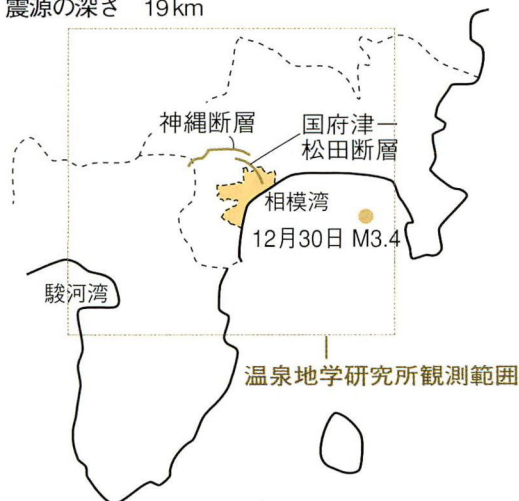 震源の深さ 19km
神縄断層
国府津ー
松田断層
相模湾
12月30日 M3.4
駿河湾
温泉地学研究所観測範囲